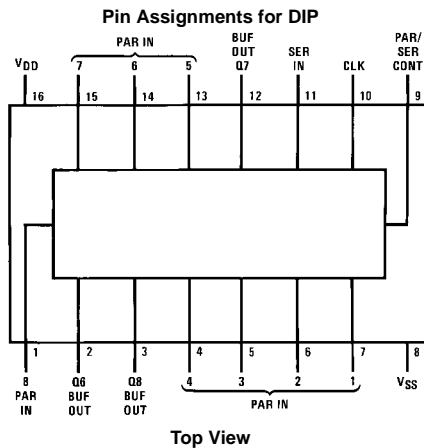 Pin Assignments for DIP
PAR IN
BUF
OUT
Q7
SER
IN
CLK
PAR/
SER
CONT
VDD
7 6 5
16 15 14 13 12 11 10 9
1 2 3 4 5 6 7 8
8
PAR
IN
Q6
BUF
OUT
Q8
BUF
OUT
4 3 2 1
PAR IN
VSS
Top View